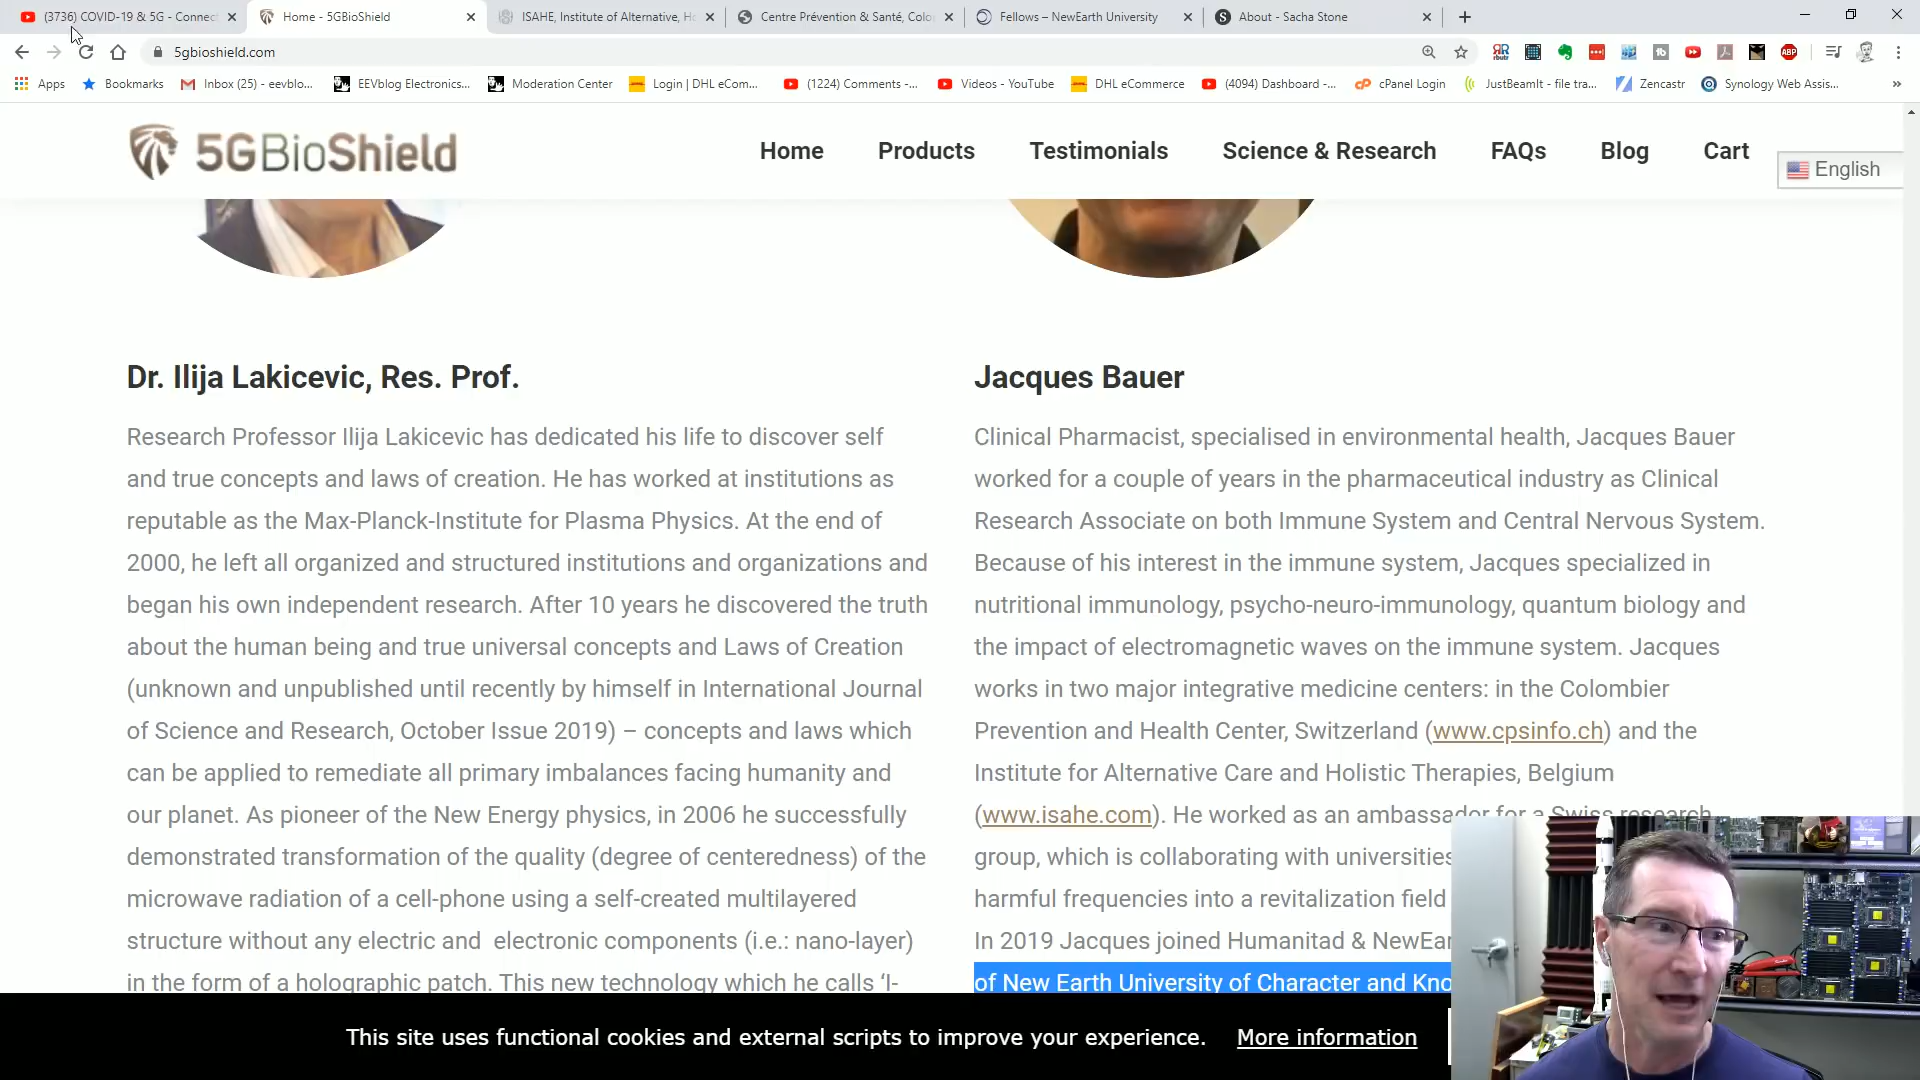 (3736) COVID-19 & 5G - Connec
Home - 5GBioShield
ISAHE, Institute of Alternative, Ho
Centre Prévention & Santé, Colo
Fellows – NewEarth University
About - Sacha Stone
5gbioshield.com
Apps
Bookmarks
Inbox (25) - eevblo...
EEVblog Electronics...
Moderation Center
Login | DHL eCom...
(1224) Comments -...
Videos - YouTube
DHL eCommerce
(4094) Dashboard -...
cPanel Login
JustBeamIt - file tra...
Zencastr
Synology Web Assis...
5GBioShield
Home
Products
Testimonials
Science & Research
FAQs
Blog
Cart
English
Dr. Ilija Lakicevic, Res. Prof.
Research Professor Ilija Lakicevic has dedicated his life to discover self
and true concepts and laws of creation. He has worked at institutions as
reputable as the Max-Planck-Institute for Plasma Physics. At the end of
2000, he left all organized and structured institutions and organizations and
began his own independent research. After 10 years he discovered the truth
about the human being and true universal concepts and Laws of Creation
(unknown and unpublished until recently by himself in International Journal
of Science and Research, October Issue 2019) – concepts and laws which
can be applied to remediate all primary imbalances facing humanity and
our planet. As pioneer of the New Energy physics, in 2006 he successfully
demonstrated transformation of the quality (degree of centeredness) of the
microwave radiation of a cell-phone using a self-created multilayered
structure without any electric and  electronic components (i.e.: nano-layer)
in the form of a holographic patch. This new technology which he calls ‘I-
Jacques Bauer
Clinical Pharmacist, specialised in environmental health, Jacques Bauer
worked for a couple of years in the pharmaceutical industry as Clinical
Research Associate on both Immune System and Central Nervous System.
Because of his interest in the immune system, Jacques specialized in
nutritional immunology, psycho-neuro-immunology, quantum biology and
the impact of electromagnetic waves on the immune system. Jacques
works in two major integrative medicine centers: in the Colombier
Prevention and Health Center, Switzerland (www.cpsinfo.ch) and the
Institute for Alternative Care and Holistic Therapies, Belgium
(www.isahe.com). He worked as an ambassador for a Swiss research
group, which is collaborating with universities
harmful frequencies into a revitalization field
In 2019 Jacques joined Humanitad & NewEar
of New Earth University of Character and Kno
This site uses functional cookies and external scripts to improve your experience.
More information